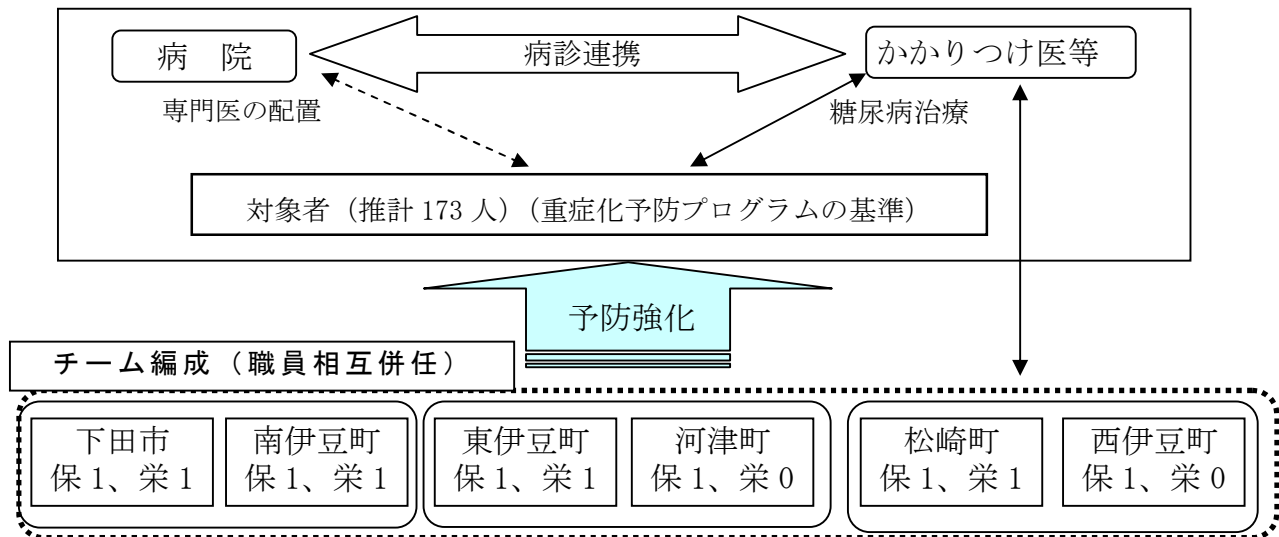 病　院
病診連携
かかりつけ医等
専門医の配置
糖尿病治療
対象者（推計 173 人）（重症化予防プログラムの基準）
予防強化
チーム編成（職員相互併任）
下田市
保 1、栄 1
南伊豆町
保 1、栄 1
東伊豆町
保 1、栄 1
河津町
保 1、栄 0
松崎町
保 1、栄 1
西伊豆町
保 1、栄 0